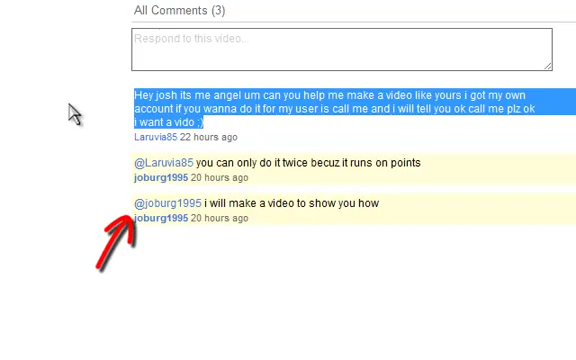 All Comments (3)
Respond to this video...
Hey josh its me angel um can you help me make a video like yours i got my own
account if you wanna do it for my user is call me and i will tell you ok call me plz ok
i want a vido ;)
Laruvia85 22 hours ago
@Laruvia85 you can only do it twice becuz it runs on points
joburg1995 20 hours ago
@joburg1995 i will make a video to show you how
joburg1995 20 hours ago